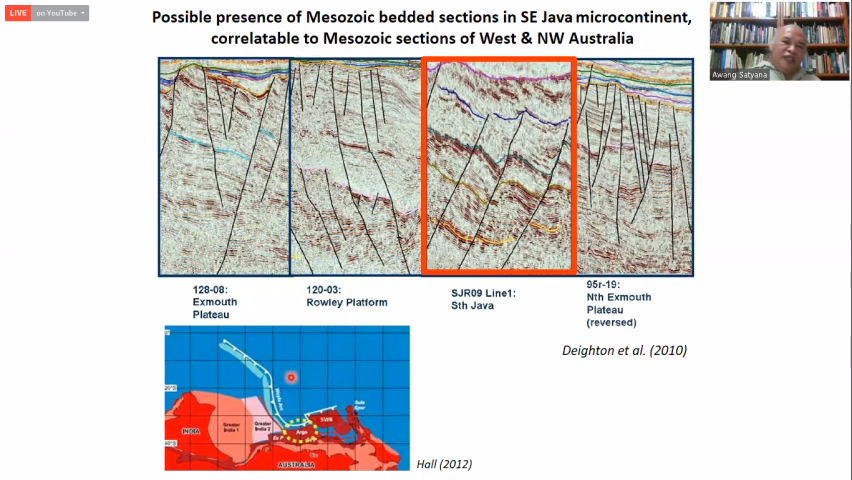 LIVE on YouTube
Possible presence of Mesozoic bedded sections in SE Java microcontinent,
correlatable to Mesozoic sections of West & NW Australia
Awang Satyana
128-08:
Exmouth
Plateau
120-03:
Rowley Platform
SJR09 Line1:
Sth Java
95r-19:
Nth Exmouth
Plateau
(reversed)
Deighton et al. (2010)
20°S
40°S
INDIA
Greater
India 1
Greater
India 2
Argo
SWB
AUSTRALIA
Hall (2012)